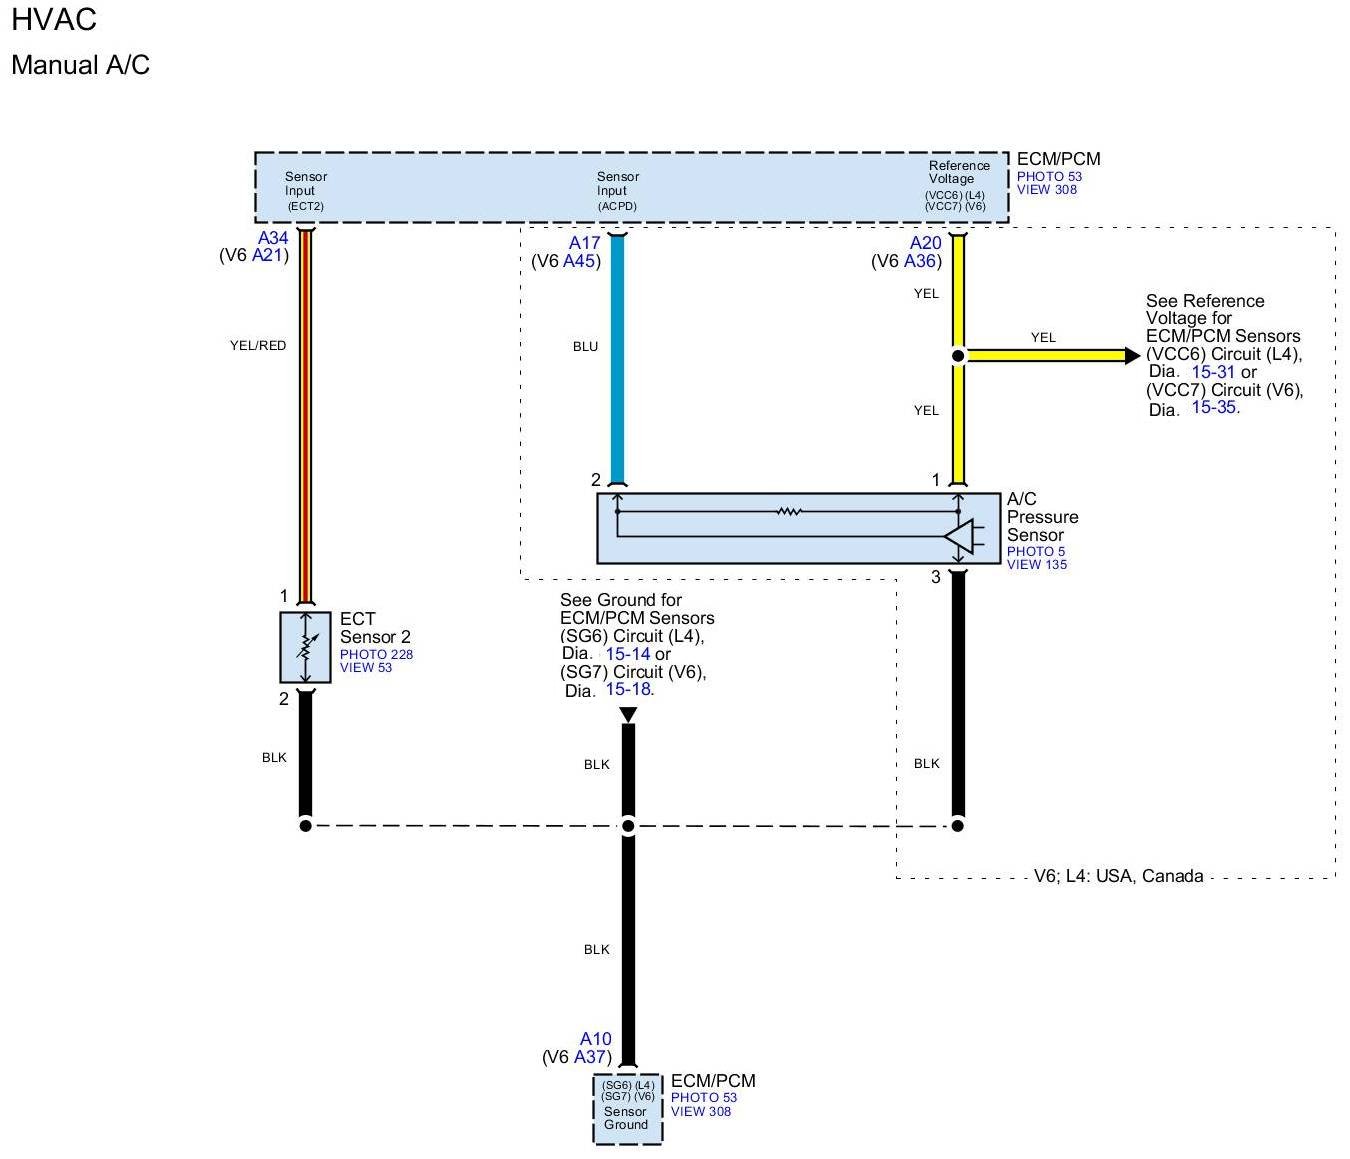 HVAC
Manual A/C
Sensor
Input
(ECT2)
Sensor
Input
(ACPD)
Reference
Voltage
(VCC6) (L4)
(VCC7) (V6)
ECM/PCM
PHOTO 53
VIEW 308
A34
(V6 A21)
A17
(V6 A45)
A20
(V6 A36)
YEL
YEL/RED
BLU
YEL
See Reference
Voltage for
ECM/PCM Sensors
(VCC6) Circuit (L4),
Dia. 15-31 or
(VCC7) Circuit (V6),
Dia. 15-35.
YEL
2
1
A/C
Pressure
Sensor
PHOTO 5
VIEW 135
3
1
ECT
Sensor 2
PHOTO 228
VIEW 53
2
See Ground for
ECM/PCM Sensors
(SG6) Circuit (L4),
Dia. 15-14 or
(SG7) Circuit (V6),
Dia. 15-18.
BLK
BLK
BLK
V6; L4: USA, Canada
BLK
A10
(V6 A37)
(SG6) (L4)
(SG7) (V6)
Sensor
Ground
ECM/PCM
PHOTO 53
VIEW 308